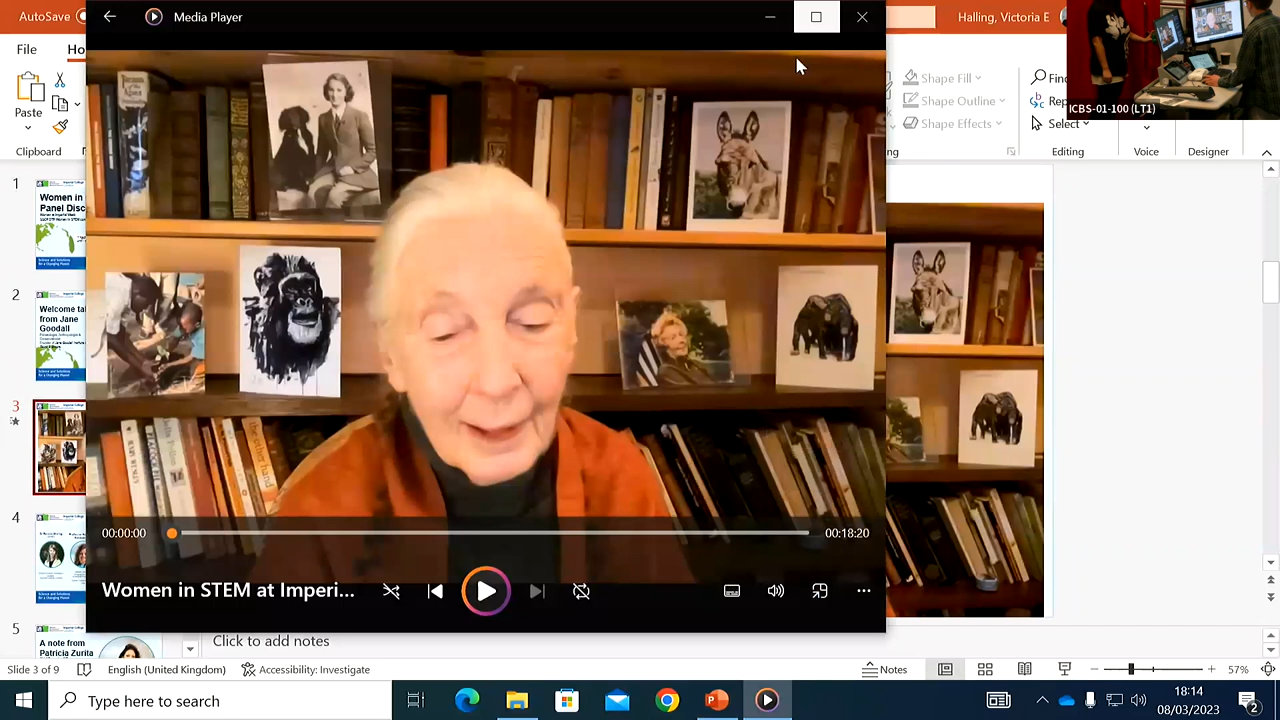 AutoSave
Media Player
Halling, Victoria E
File
Ho
Shape Fill
Find
Shape Outline
Rep
Shape Effects
Select
Paste
Clipboard
ng
Editing
Voice
Designer
ICBS-01-100 (LT1)
1
Women in
Panel Disc
2
Welcome ta
from Jane
Goodall
3
4
5
A note from
Patricia Zurita
00:00:00
00:18:20
Women in STEM at Imperi...
Click to add notes
Slide 3 of 9
English (United Kingdom)
Accessibility: Investigate
Notes
57%
Type here to search
18:14
08/03/2023
2